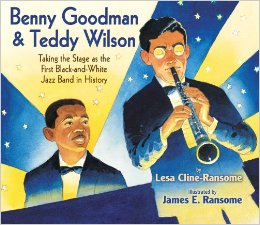 Benny Goodman
& Teddy Wilson
Taking the Stage as the
First Black-and-White
Jazz Band in History
by
Lesa Cline-Ransome
illustrated by
James E. Ransome